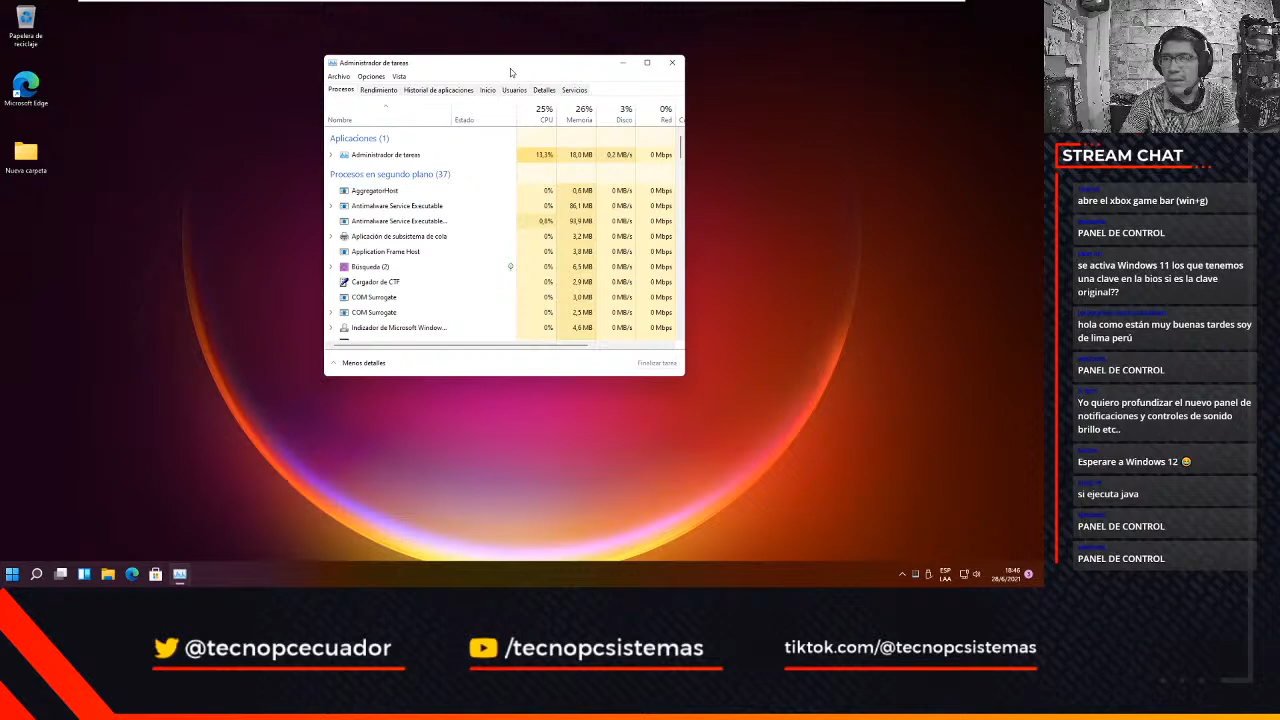 Papelera de
reciclaje
Microsoft Edge
Nueva carpeta
Administrador de tareas
Archivo Opciones Vista
Procesos Rendimiento Historial de aplicaciones Inicio Usuarios Detalles Servicios
25% 26% 3% 0%
Nombre Estado CPU Memoria Disco Red
Aplicaciones (1)
Administrador de tareas 13,3% 18,0 MB 0,2 MB/s 0 Mbps
Procesos en segundo plano (37)
AggregatorHost 0% 0,6 MB 0 MB/s 0 Mbps
Antimalware Service Executable 0% 86,1 MB 0 MB/s 0 Mbps
Antimalware Service Executable... 0,8% 93,9 MB 0 MB/s 0 Mbps
Aplicación de subsistema de cola 0% 3,2 MB 0 MB/s 0 Mbps
Application Frame Host 0% 3,8 MB 0 MB/s 0 Mbps
Búsqueda (2) 0% 6,5 MB 0 MB/s 0 Mbps
Cargador de CTF 0% 2,9 MB 0 MB/s 0 Mbps
COM Surrogate 0% 3,0 MB 0 MB/s 0 Mbps
COM Surrogate 0% 2,5 MB 0 MB/s 0 Mbps
Indizador de Microsoft Window... 0% 4,6 MB 0 MB/s 0 Mbps
Menos detalles Finalizar tarea
ESP
LAA
18:46
28/6/2021
3
STREAM CHAT
abre el xbox game bar (win+g)
PANEL DE CONTROL
se activa Windows 11 los que tenemos
una clave en la bios si es la clave
original??
hola como están muy buenas tardes soy
de lima perú
PANEL DE CONTROL
Yo quiero profundizar el nuevo panel de
notificaciones y controles de sonido
brillo etc..
Esperare a Windows 12 😂
si ejecuta java
PANEL DE CONTROL
PANEL DE CONTROL
@tecnopcecuador
/tecnopcsistemas
tiktok.com/@tecnopcsistemas